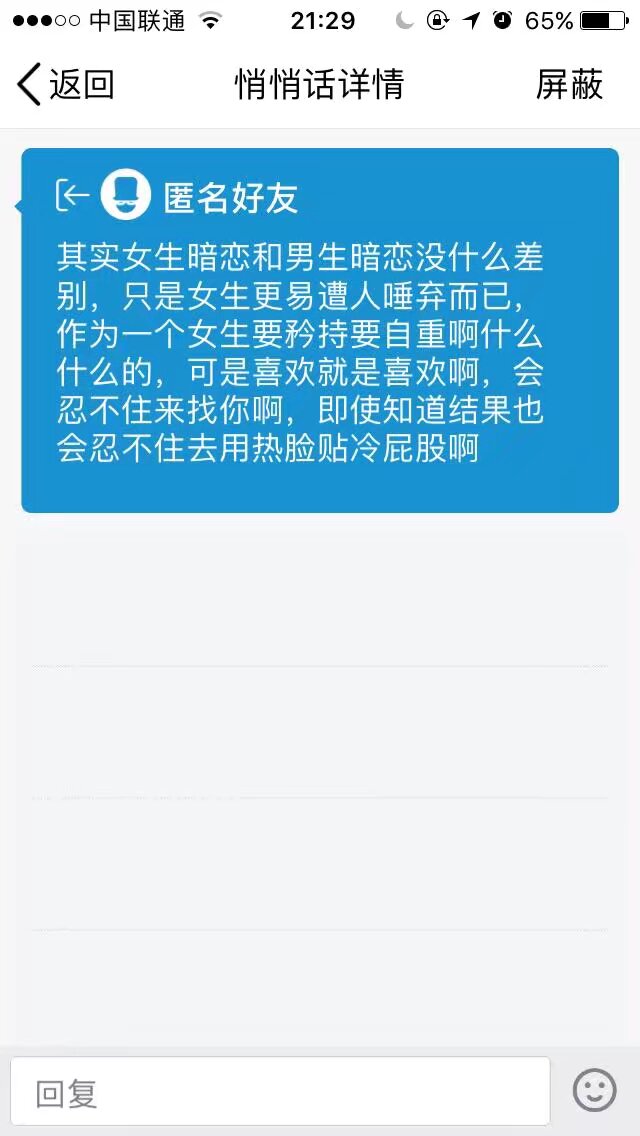 中国联通 21:29 65%
返回 悄悄话详情 屏蔽
匿名好友
其实女生暗恋和男生暗恋没什么差
别，只是女生更易遭人唾弃而已，
作为一个女生要矜持要自重啊什么
什么的，可是喜欢就是喜欢啊，会
忍不住来找你啊，即使知道结果也
会忍不住去用热脸贴冷屁股啊
回复